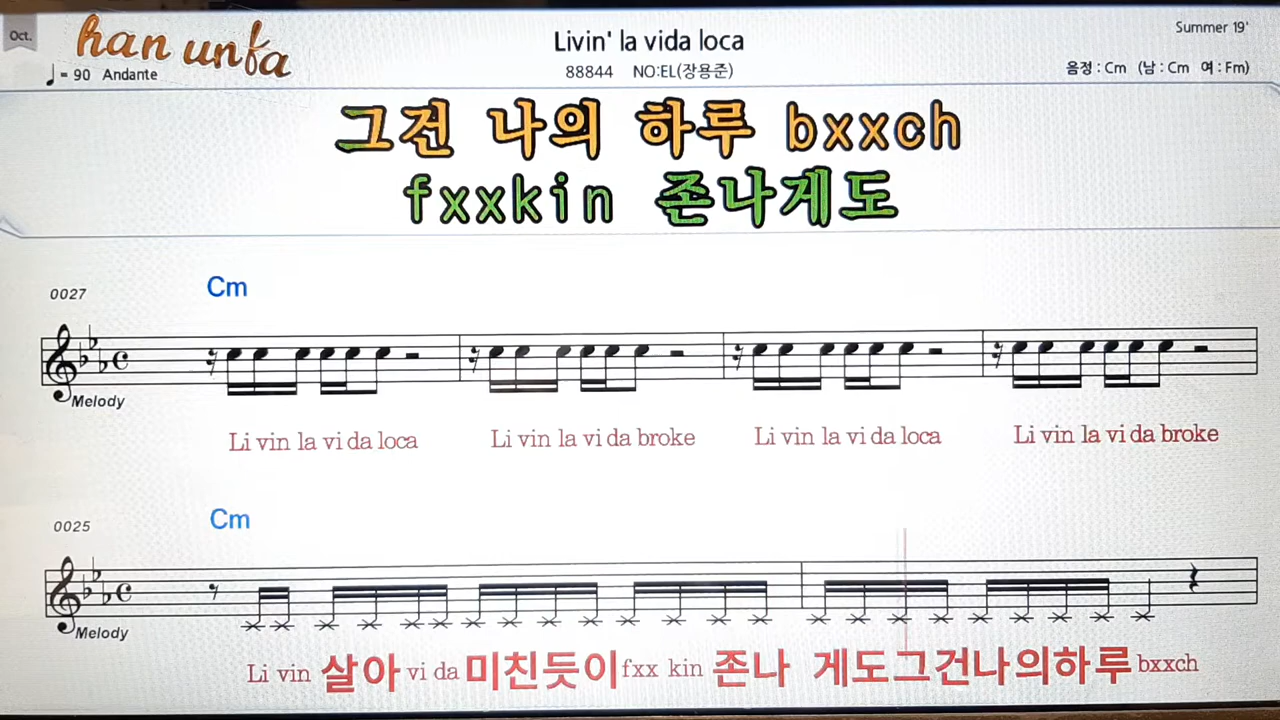 Oct.
han unfa
Livin' la vida loca
Summer 19'
= 90 Andante
88844 NO:EL(장용준)
음정 : Cm (남 : Cm 여 : Fm)
그건 나의 하루 bxxch
fxxkin 존나게도
0027
Cm
Melody
Li vin la vi da loca Li vin la vi da broke Li vin la vi da loca Li vin la vi da broke
0025
Cm
Melody
Li vin 살아 vi da 미친듯이 fxx kin 존나 게도그건나의하루 bxxch